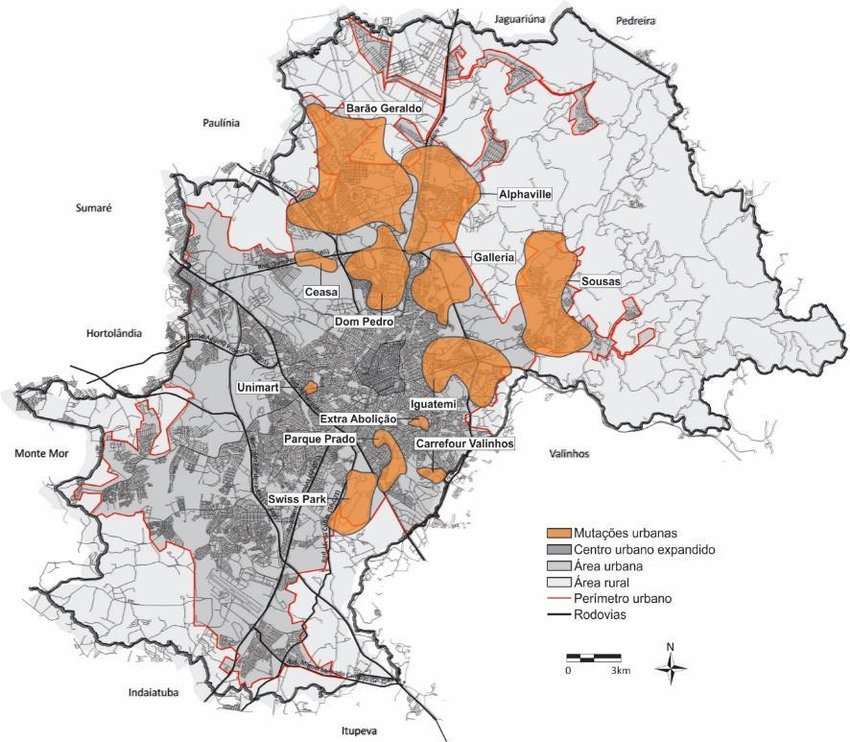 Jaguariúna
Pedreira
Barão Geraldo
Paulínia
Alphaville
Sumaré
Galleria
Sousas
Ceasa
Dom Pedro
Hortolândia
Unimart
Iguatemi
Extra Abolição
Parque Prado
Carrefour Valinhos
Monte Mor
Valinhos
Swiss Park
Mutações urbanas
Centro urbano expandido
Área urbana
Área rural
Perímetro urbano
Rodovias
N
0 3km
Indaiatuba
Itupeva